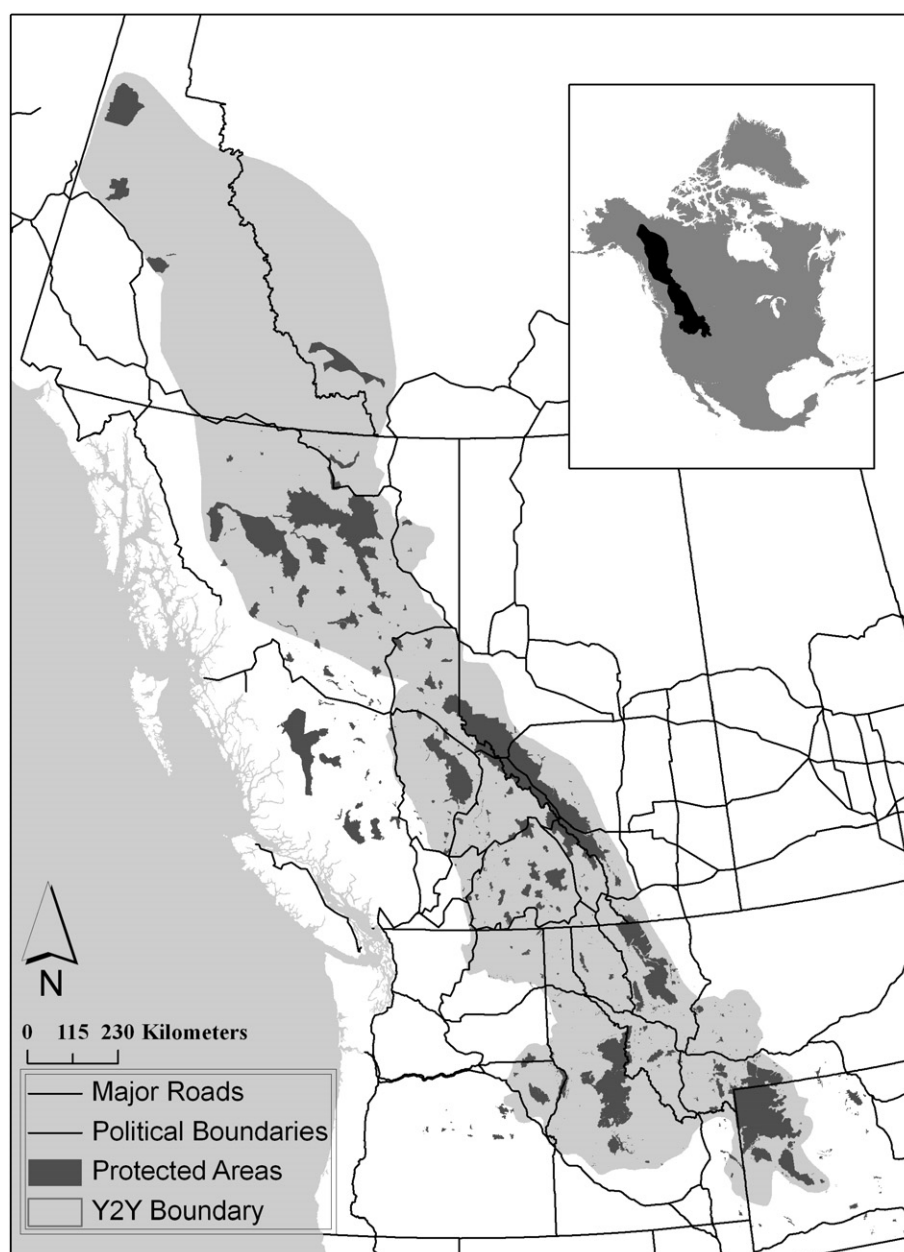 N
0 115 230 Kilometers
Major Roads
Political Boundaries
Protected Areas
Y2Y Boundary